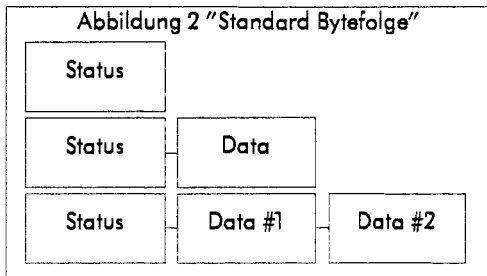 Abbildung 2 "Standard Bytefolge"
Status
Status Data
Status Data #1 Data #2